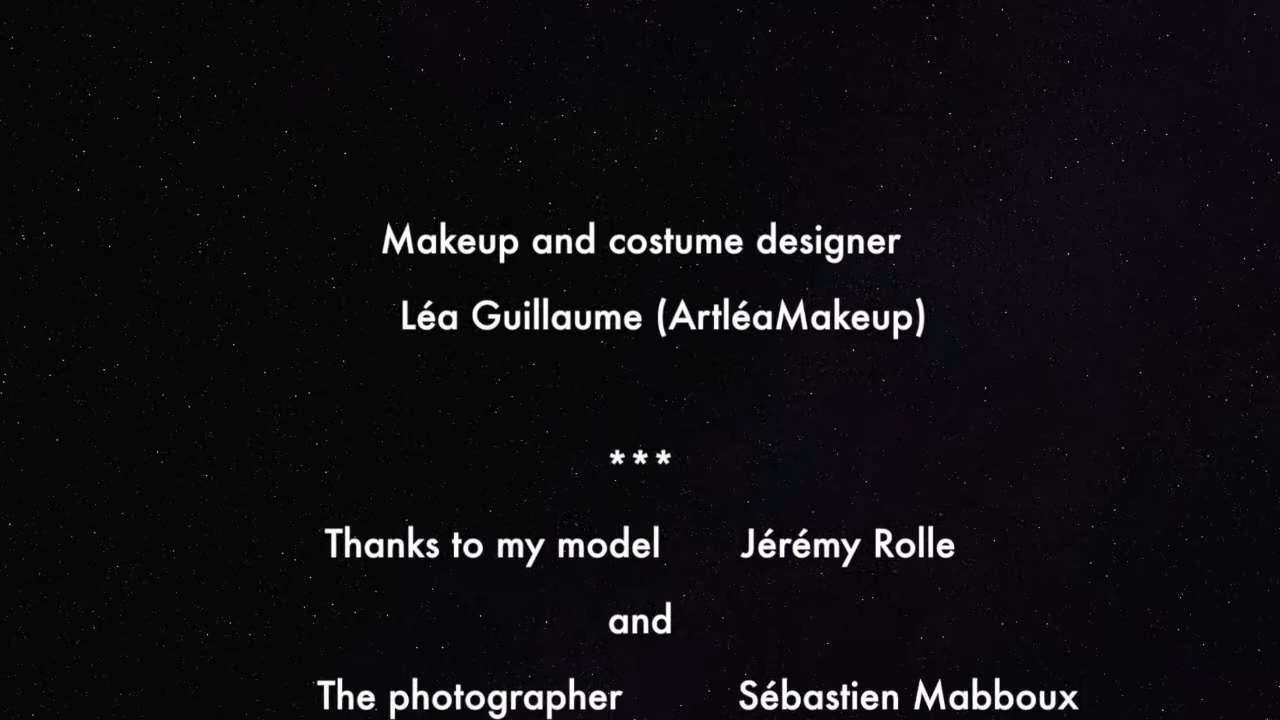 Makeup and costume designer
Léa Guillaume (ArtléaMakeup)
***
Thanks to my model Jérémy Rolle
and
The photographer Sébastien Mabboux